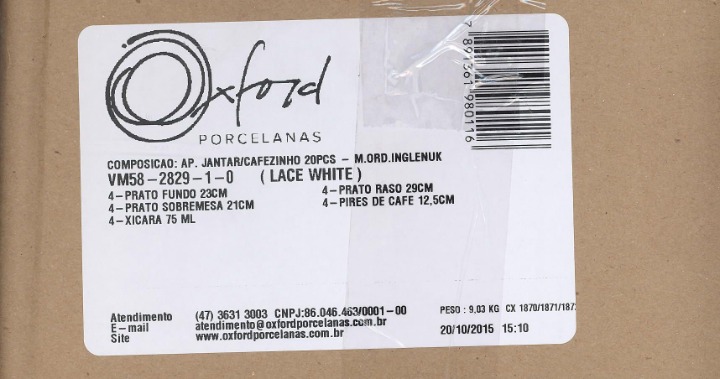 Oxford
PORCELANAS
7 891361 980116
COMPOSICAO: AP. JANTAR/CAFEZINHO 20PCS – M.ORD.INGLENUK
VM58–2829–1–0 ( LACE WHITE )
4–PRATO FUNDO 23CM 4–PRATO RASO 29CM
4–PRATO SOBREMESA 21CM 4–PIRES DE CAFE 12,5CM
4–XICARA 75 ML
Atendimento (47) 3631 3003 CNPJ:86.046.463/0001–00 PESO : 9,03 KG CX 1870/1871/187
E–mail atendimento@oxfordporcelanas.com.br 20/10/2015 15:10
Site www.oxfordporcelanas.com.br